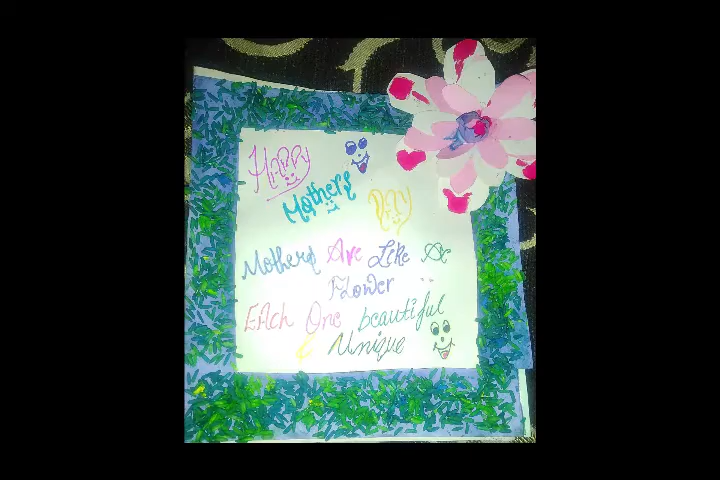 Happy
Mothers
Day
Mothers Are Like A
Flower
EAch One beautiful
& Unique